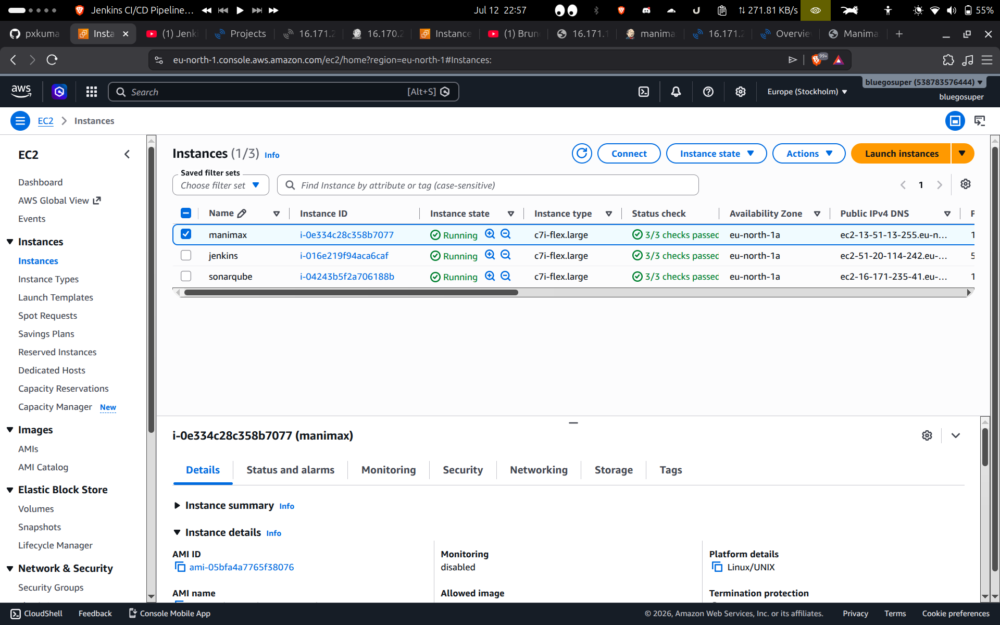 Jenkins CI/CD Pipeline...
Jul 12 22:57
271.81 KB/s
55%
pxkuma
Insta
(1) Jenki
Projects
16.171.2
16.170.2
Instance
(1) Brun
16.171.1
manima
16.171.2
Overvie
Manima
eu-north-1.console.aws.amazon.com/ec2/home?region=eu-north-1#Instances:
99+
aws
Search
[Alt+S]
Europe (Stockholm)
bluegosuper (538783576444)
bluegosuper
EC2
Instances
EC2
Dashboard
AWS Global View
Events
Instances
Instances
Instance Types
Launch Templates
Spot Requests
Savings Plans
Reserved Instances
Dedicated Hosts
Capacity Reservations
Capacity Manager New
Images
AMIs
AMI Catalog
Elastic Block Store
Volumes
Snapshots
Lifecycle Manager
Network & Security
Security Groups
Instances (1/3) Info
Connect
Instance state
Actions
Launch instances
Saved filter sets
Choose filter set
Find Instance by attribute or tag (case-sensitive)
1
Name Instance ID Instance state Instance type Status check Availability Zone Public IPv4 DNS P
manimax i-0e334c28c358b7077 Running c7i-flex.large 3/3 checks passed eu-north-1a ec2-13-51-13-255.eu-n... 1
jenkins i-016e219f94aca6caf Running c7i-flex.large 3/3 checks passed eu-north-1a ec2-51-20-114-242.eu-... 5
sonarqube i-04243b5f2a706188b Running c7i-flex.large 3/3 checks passed eu-north-1a ec2-16-171-235-41.eu-... 1
i-0e334c28c358b7077 (manimax)
Details
Status and alarms
Monitoring
Security
Networking
Storage
Tags
Instance summary Info
Instance details Info
AMI ID
ami-05bfa4a7765f38076
Monitoring
disabled
Platform details
Linux/UNIX
AMI name
Allowed image
Termination protection
CloudShell
Feedback
Console Mobile App
© 2026, Amazon Web Services, Inc. or its affiliates.
Privacy
Terms
Cookie preferences